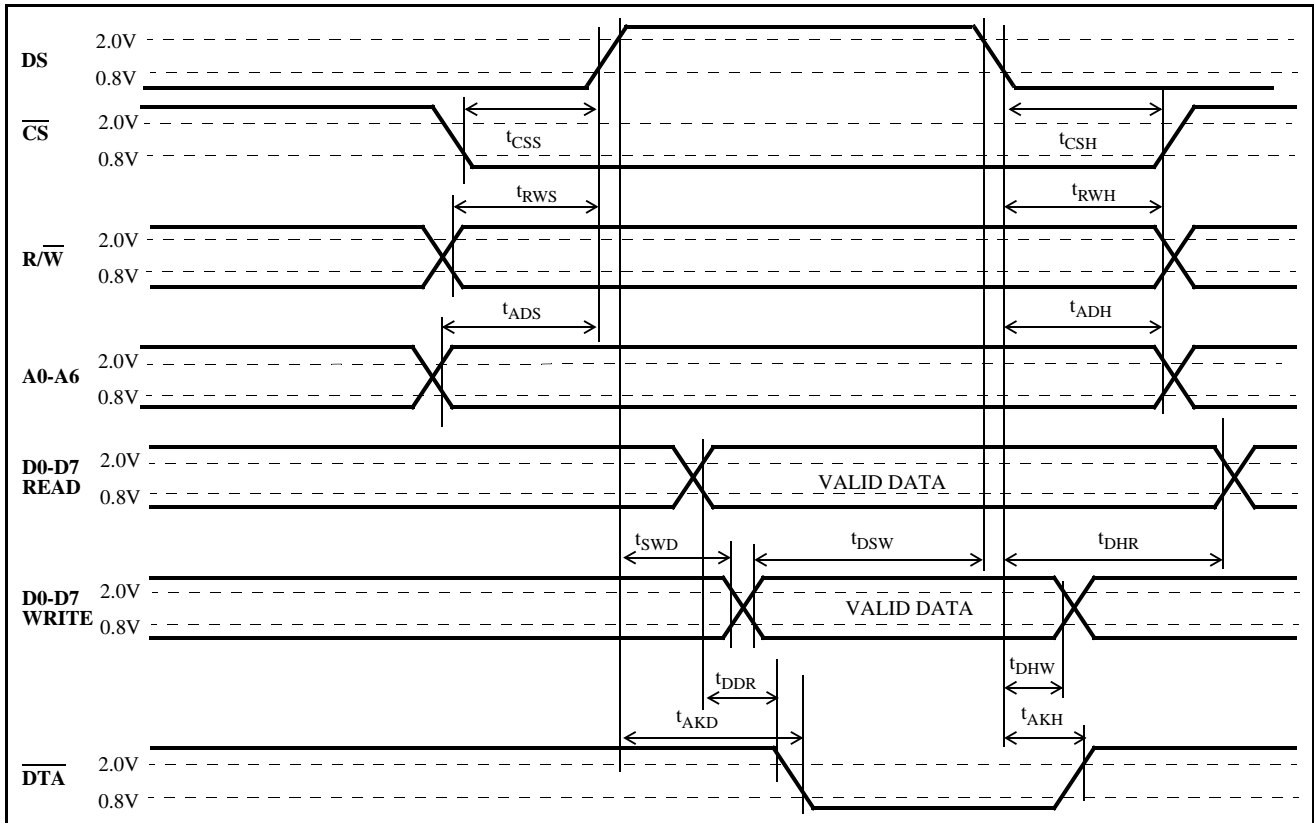 DS
2.0V
0.8V
CS
2.0V
0.8V
tCSS
tCSH
tRWS
tRWH
R/W
2.0V
0.8V
tADS
tADH
A0-A6
2.0V
0.8V
D0-D7
READ
2.0V
0.8V
VALID DATA
tSWD
tDSW
tDHR
D0-D7
WRITE
2.0V
0.8V
VALID DATA
tDDR
tDHW
tAKD
tAKH
DTA
2.0V
0.8V